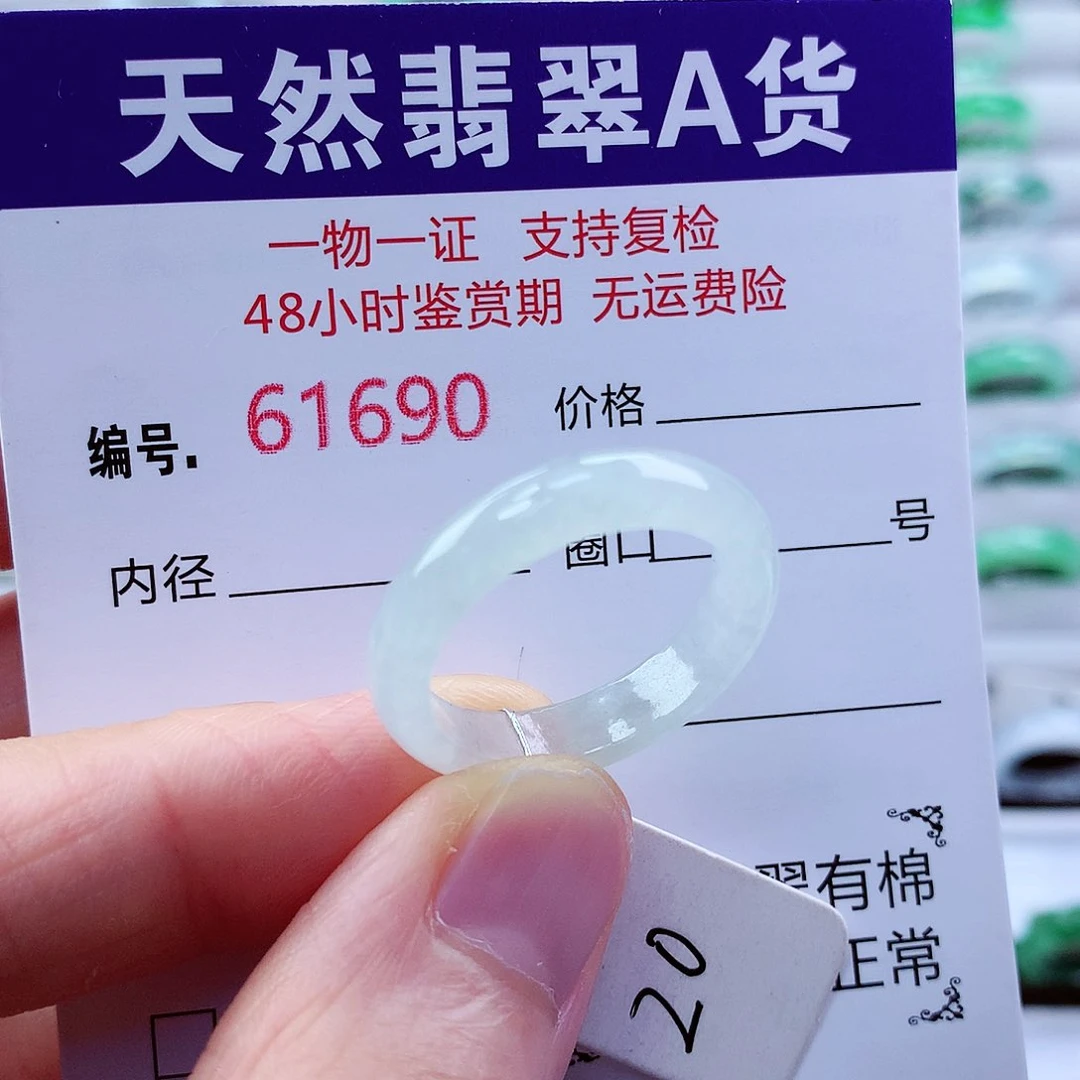 天然翡翠A货
一物一证 支持复检
48小时鉴赏期 无运费险
编号. 61690 价格
内径 圈口 号
翠有棉
正常
20